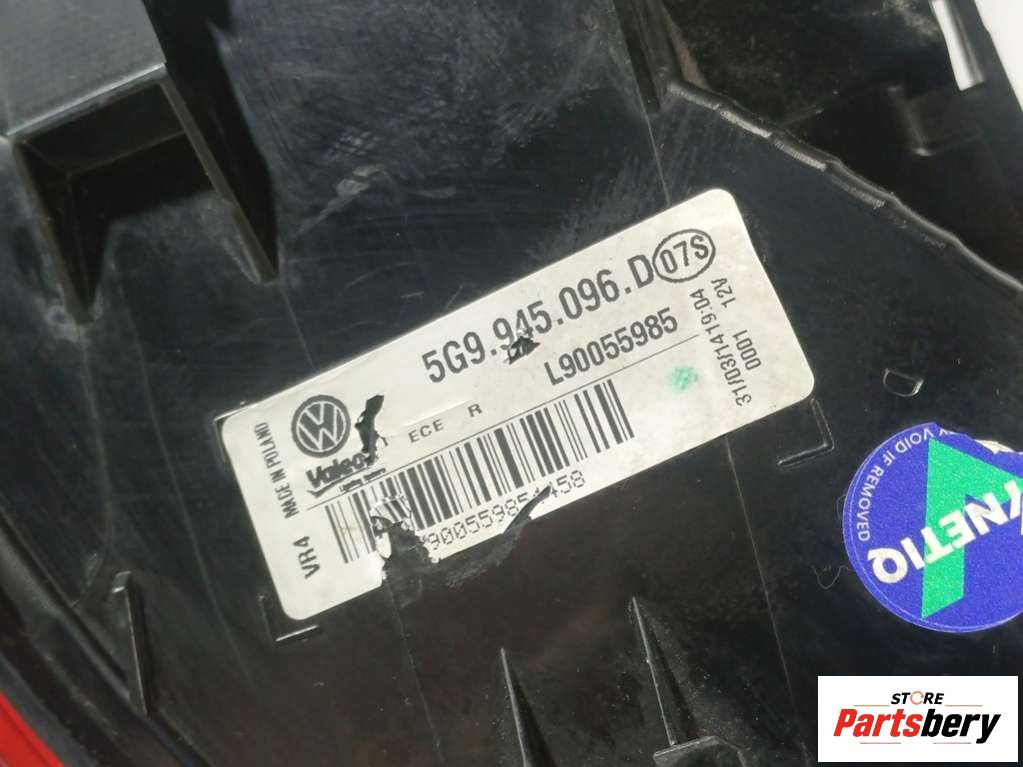 5G9.945.096.D 07S
L90055985
31/03/14 19:04
0001 12V
MADE IN POLAND
Valeo
ECE R
VR4
VOID IF REMOVED
STORE
Partsbery